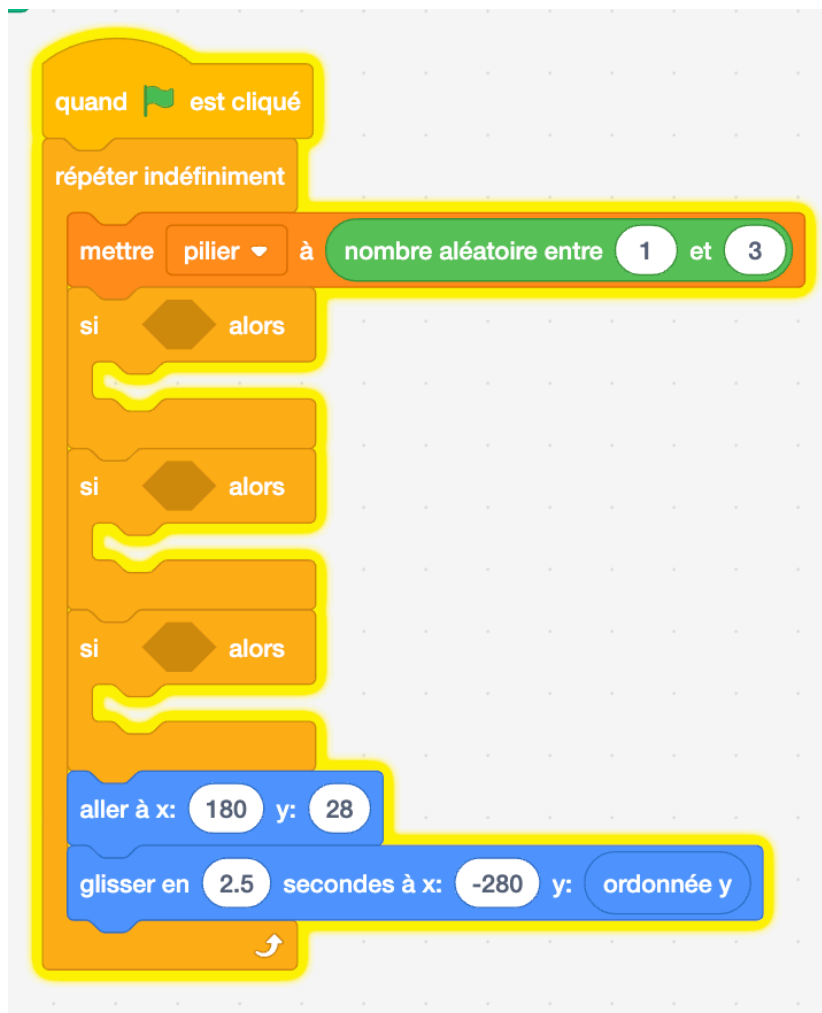 quand est cliqué
répéter indéfiniment
mettre pilier à nombre aléatoire entre 1 et 3
si alors
si alors
si alors
aller à x: 180 y: 28
glisser en 2.5 secondes à x: -280 y: ordonnée y